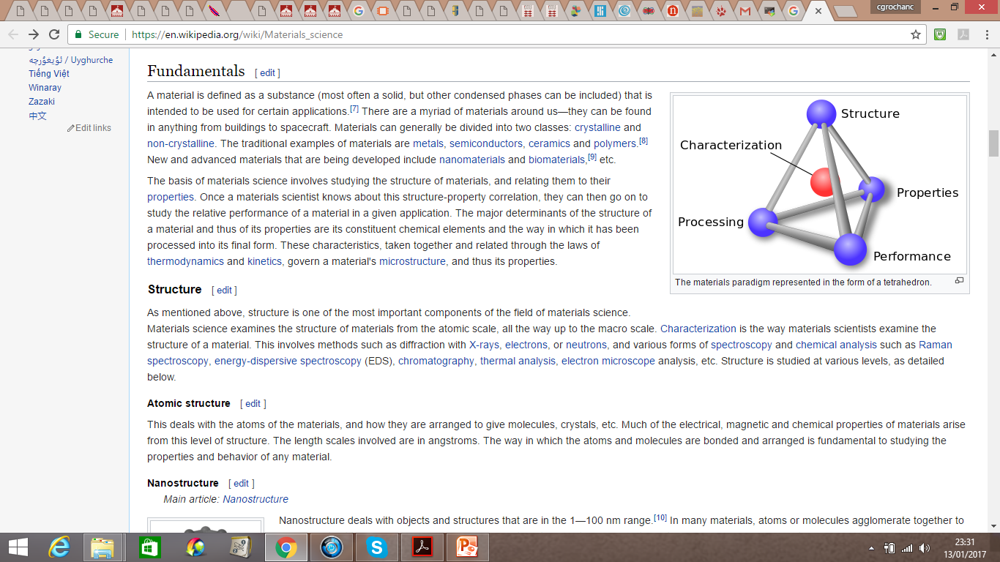 cgrochanc
Secure
https://en.wikipedia.org/wiki/Materials_science
ئۇيغۇرچە / Uyghurche
Tiếng Việt
Winaray
Zazaki
中文
Edit links
Fundamentals [ edit ]
A material is defined as a substance (most often a solid, but other condensed phases can be included) that is
intended to be used for certain applications.[7] There are a myriad of materials around us—they can be found
in anything from buildings to spacecraft. Materials can generally be divided into two classes: crystalline and
non-crystalline. The traditional examples of materials are metals, semiconductors, ceramics and polymers.[8]
New and advanced materials that are being developed include nanomaterials and biomaterials,[9] etc.
The basis of materials science involves studying the structure of materials, and relating them to their
properties. Once a materials scientist knows about this structure-property correlation, they can then go on to
study the relative performance of a material in a given application. The major determinants of the structure of
a material and thus of its properties are its constituent chemical elements and the way in which it has been
processed into its final form. These characteristics, taken together and related through the laws of
thermodynamics and kinetics, govern a material's microstructure, and thus its properties.
Structure
Characterization
Properties
Processing
Performance
The materials paradigm represented in the form of a tetrahedron.
Structure [ edit ]
As mentioned above, structure is one of the most important components of the field of materials science.
Materials science examines the structure of materials from the atomic scale, all the way up to the macro scale. Characterization is the way materials scientists examine the
structure of a material. This involves methods such as diffraction with X-rays, electrons, or neutrons, and various forms of spectroscopy and chemical analysis such as Raman
spectroscopy, energy-dispersive spectroscopy (EDS), chromatography, thermal analysis, electron microscope analysis, etc. Structure is studied at various levels, as detailed
below.
Atomic structure [ edit ]
This deals with the atoms of the materials, and how they are arranged to give molecules, crystals, etc. Much of the electrical, magnetic and chemical properties of materials arise
from this level of structure. The length scales involved are in angstroms. The way in which the atoms and molecules are bonded and arranged is fundamental to studying the
properties and behavior of any material.
Nanostructure [ edit ]
Main article: Nanostructure
Nanostructure deals with objects and structures that are in the 1—100 nm range.[10] In many materials, atoms or molecules agglomerate together to
23:31
13/01/2017